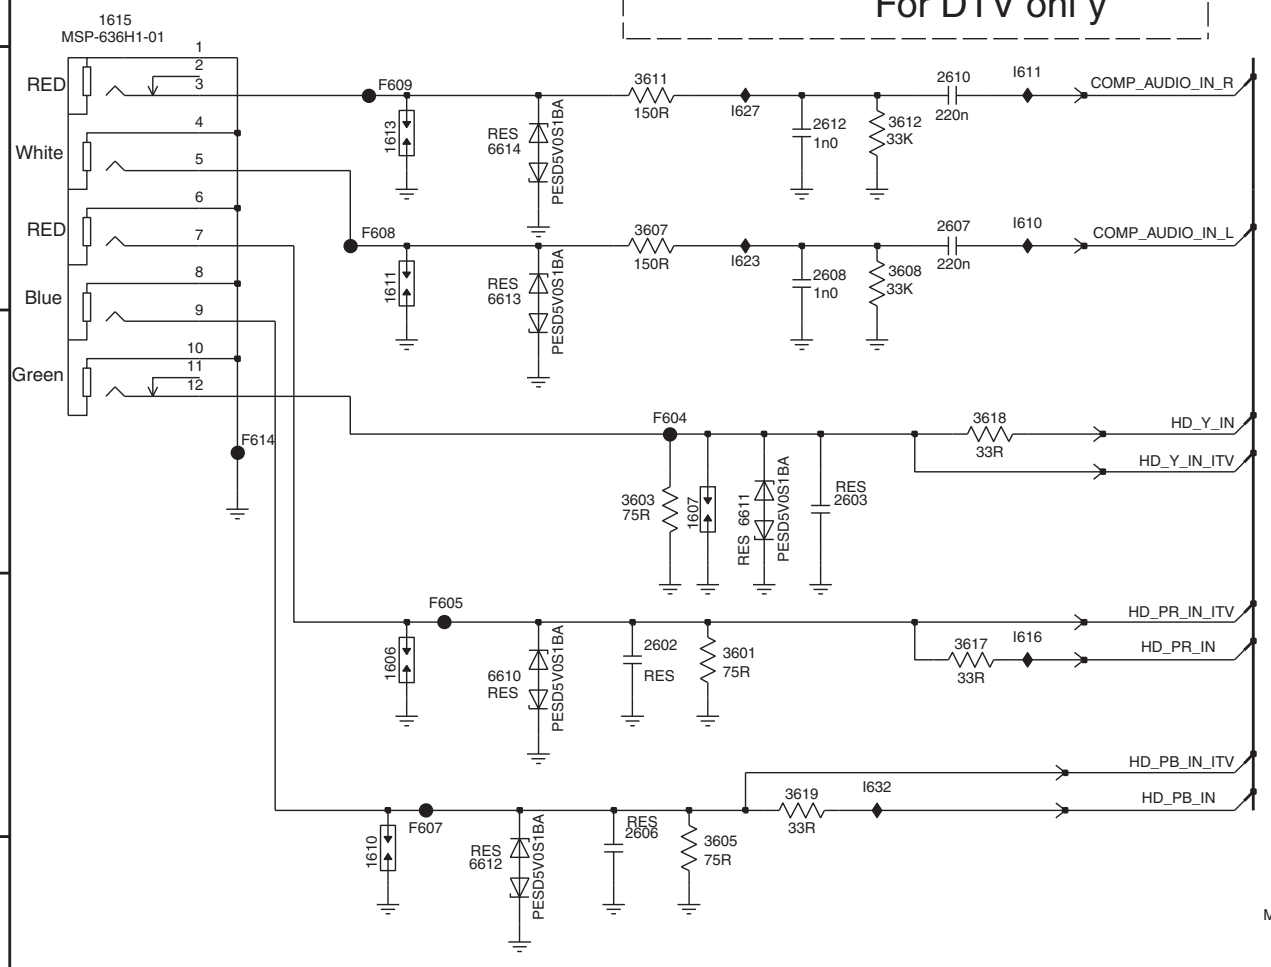 For DTV onl y
1615
MSP-636H1-01
RED
White
RED
Blue
Green
1
2
3
4
5
6
7
8
9
10
11
12
F614
F609
1613
RES
6614
PESD5V0S1BA
3611
150R
I627
2612
1n0
3612
33K
2610
220n
I611
COMP_AUDIO_IN_R
F608
1611
RES
6613
PESD5V0S1BA
3607
150R
I623
2608
1n0
3608
33K
2607
220n
I610
COMP_AUDIO_IN_L
F604
3603
75R
1607
RES 6611
PESD5V0S1BA
RES
2603
3618
33R
HD_Y_IN
HD_Y_IN_ITV
F605
1606
6610
RES
PESD5V0S1BA
2602
RES
3601
75R
3617
33R
I616
HD_PR_IN_ITV
HD_PR_IN
F607
1610
RES
6612
PESD5V0S1BA
RES
2606
3605
75R
3619
33R
I632
HD_PB_IN_ITV
HD_PB_IN